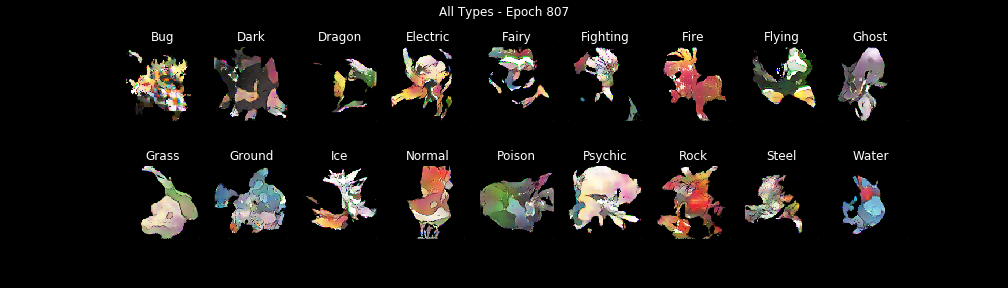 All Types - Epoch 807
Bug Dark Dragon Electric Fairy Fighting Fire Flying Ghost
Grass Ground Ice Normal Poison Psychic Rock Steel Water